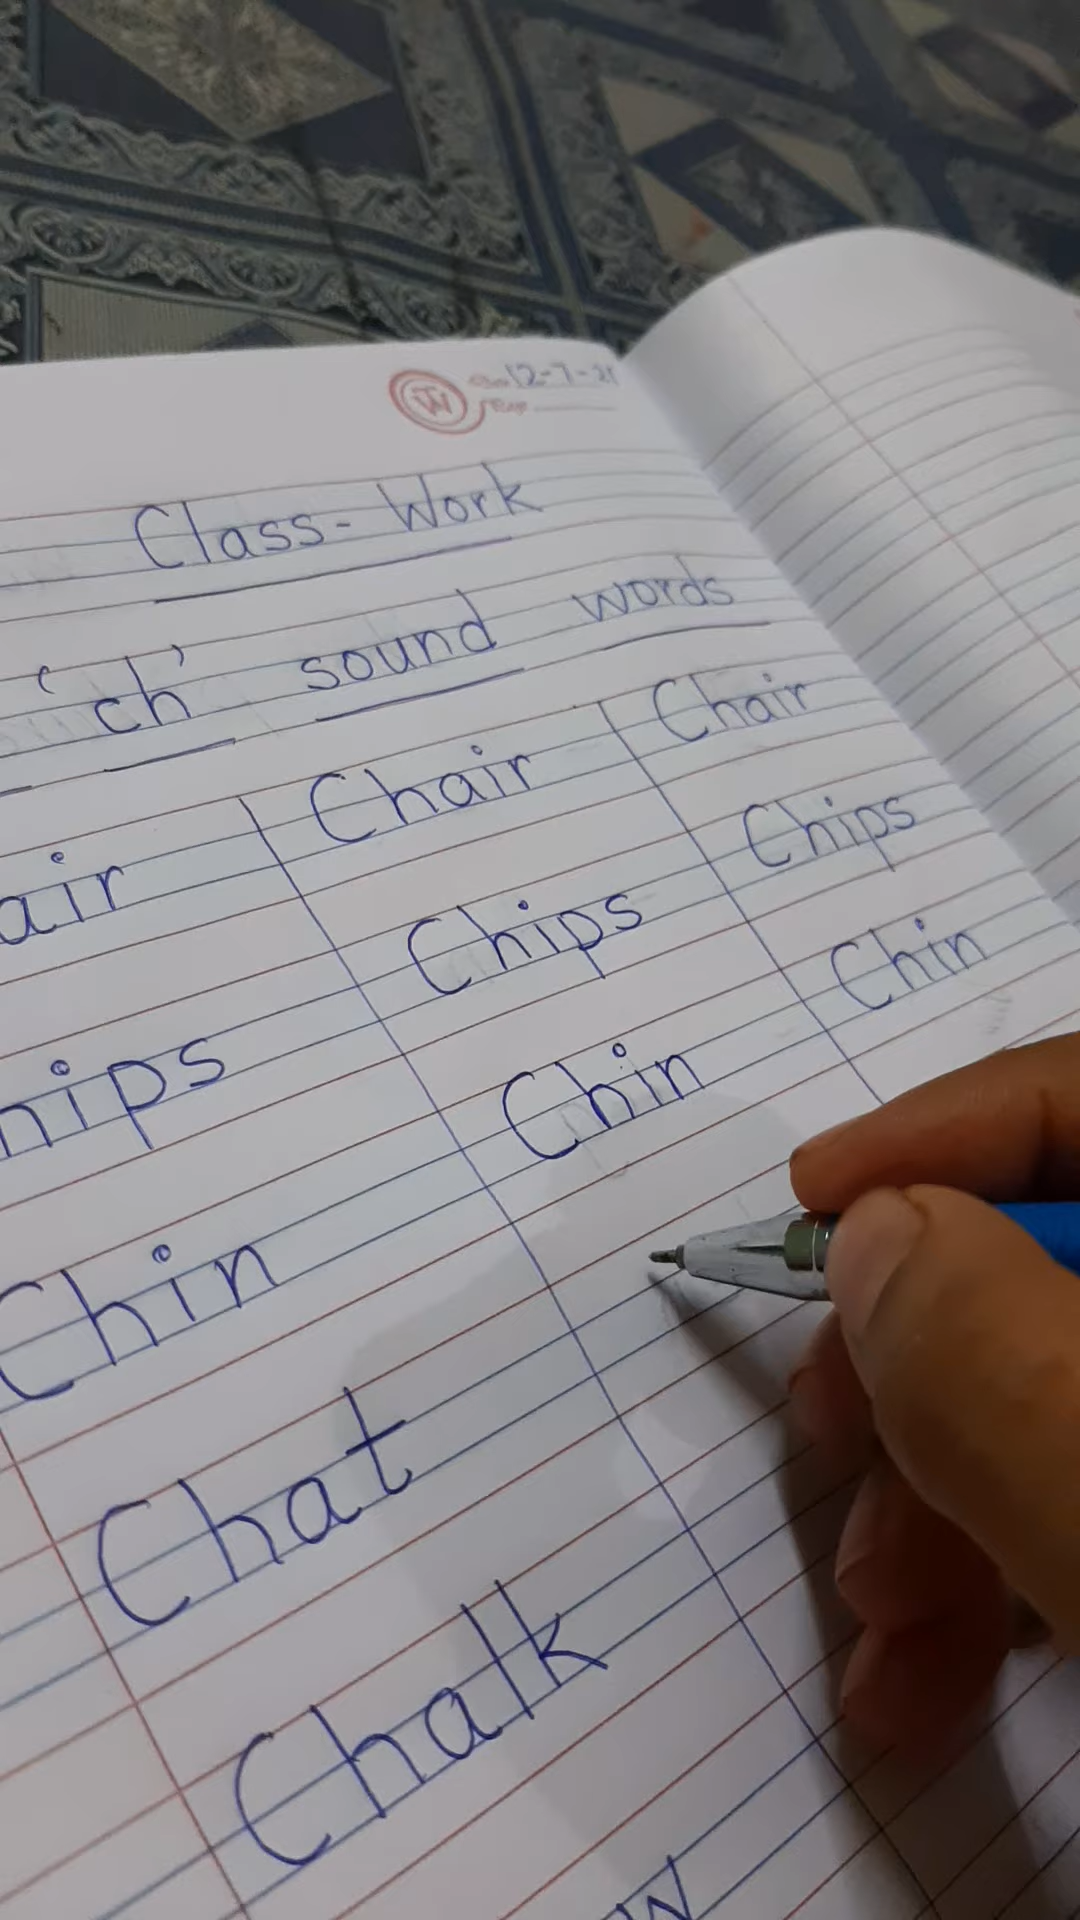 12-7-21
Class-Work
'ch' sound words
air Chair Chair
hips Chips Chips
Chin Chin Chin
Chat
Chalk